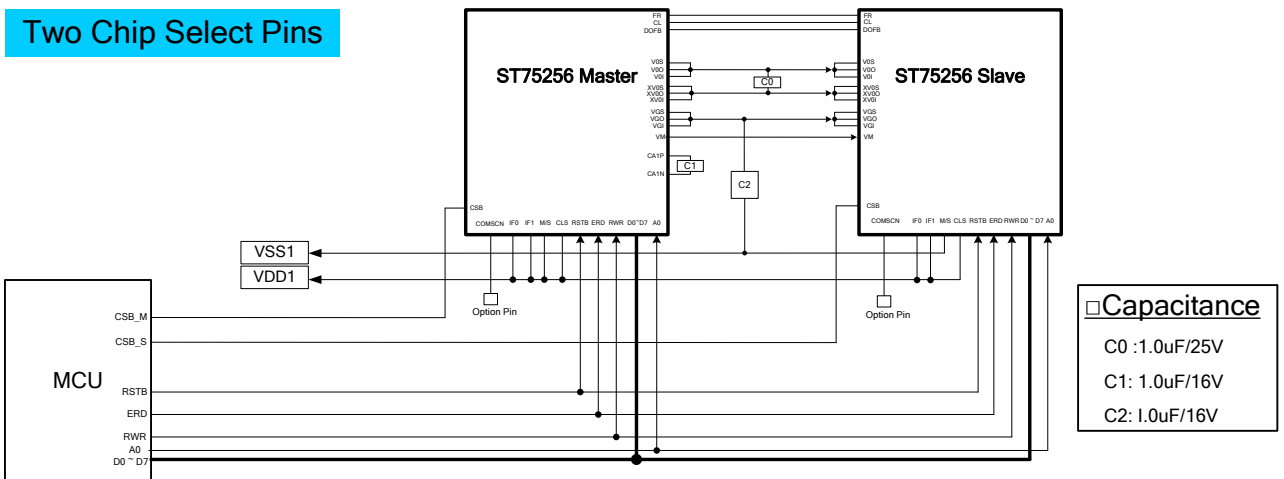 Two Chip Select Pins
FR
CL
DOFB
V0S
V0O
V0I
XV0S
XV0O
XV0I
VGS
VGO
VGI
VM
CA1P
CA1N
ST75256 Master
CSB
COMSCN IF0 IF1 M/S CLS RSTB ERD RWR D0~D7 A0
C0
C1
C2
FR
CL
DOFB
V0S
V0O
V0I
XV0S
XV0O
XV0I
VGS
VGO
VGI
VM
ST75256 Slave
CSB
COMSCN IF0 IF1 M/S CLS RSTB ERD RWR D0 ~ D7 A0
VSS1
VDD1
Option Pin
Option Pin
MCU
CSB_M
CSB_S
RSTB
ERD
RWR
A0
D0 ~ D7
□Capacitance
C0 :1.0uF/25V
C1: 1.0uF/16V
C2: I.0uF/16V